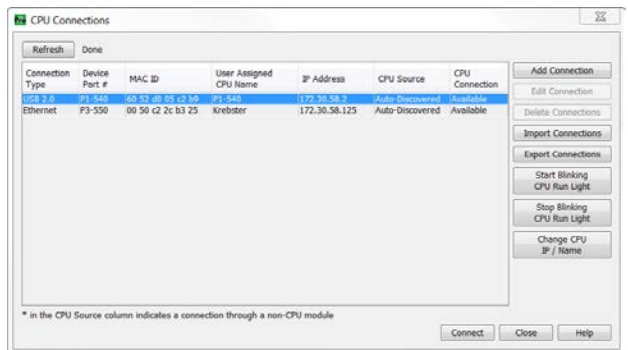 CPU Connections
Refresh Done
Connection Type Device Part # MAC ID User Assigned CPU Name IP Address CPU Source CPU Connection
USB 2.0 P1-540 60 52 d0 05 c2 b9 P1-540 172.30.58.2 Auto-Discovered Available
Ethernet P3-550 00 50 c2 2c b3 25 Krebster 172.30.58.125 Auto-Discovered Available
Add Connection
Edit Connection
Delete Connections
Import Connections
Export Connections
Start Blinking
CPU Run Light
Stop Blinking
CPU Run Light
Change CPU
IP / Name
* in the CPU Source column indicates a connection through a non-CPU module
Connect Close Help